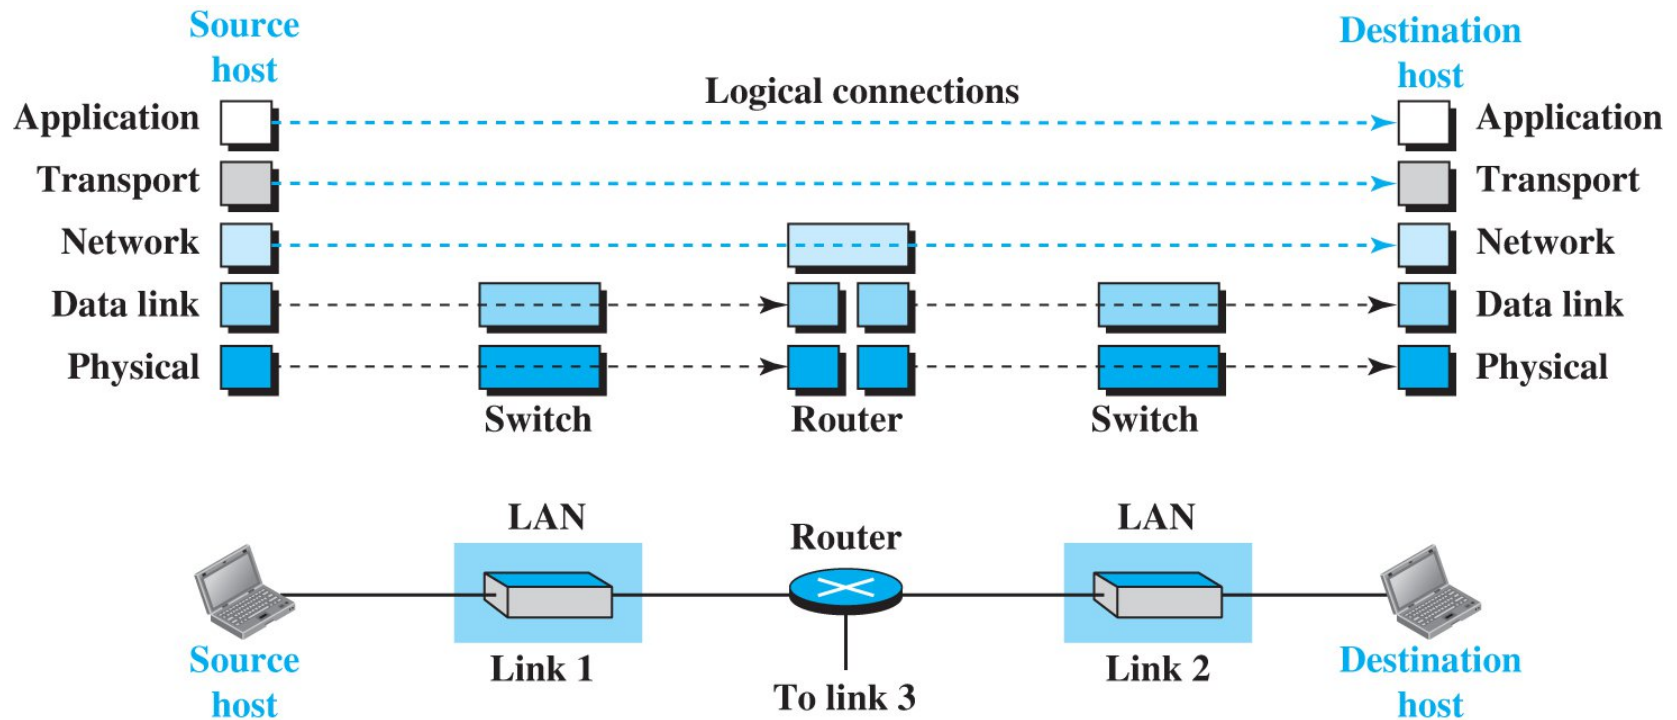 Source
host
Destination
host
Logical connections
Application
Application
Transport
Transport
Network
Network
Data link
Data link
Physical
Physical
Switch
Router
Switch
LAN
Router
LAN
Source
host
Link 1
To link 3
Link 2
Destination
host